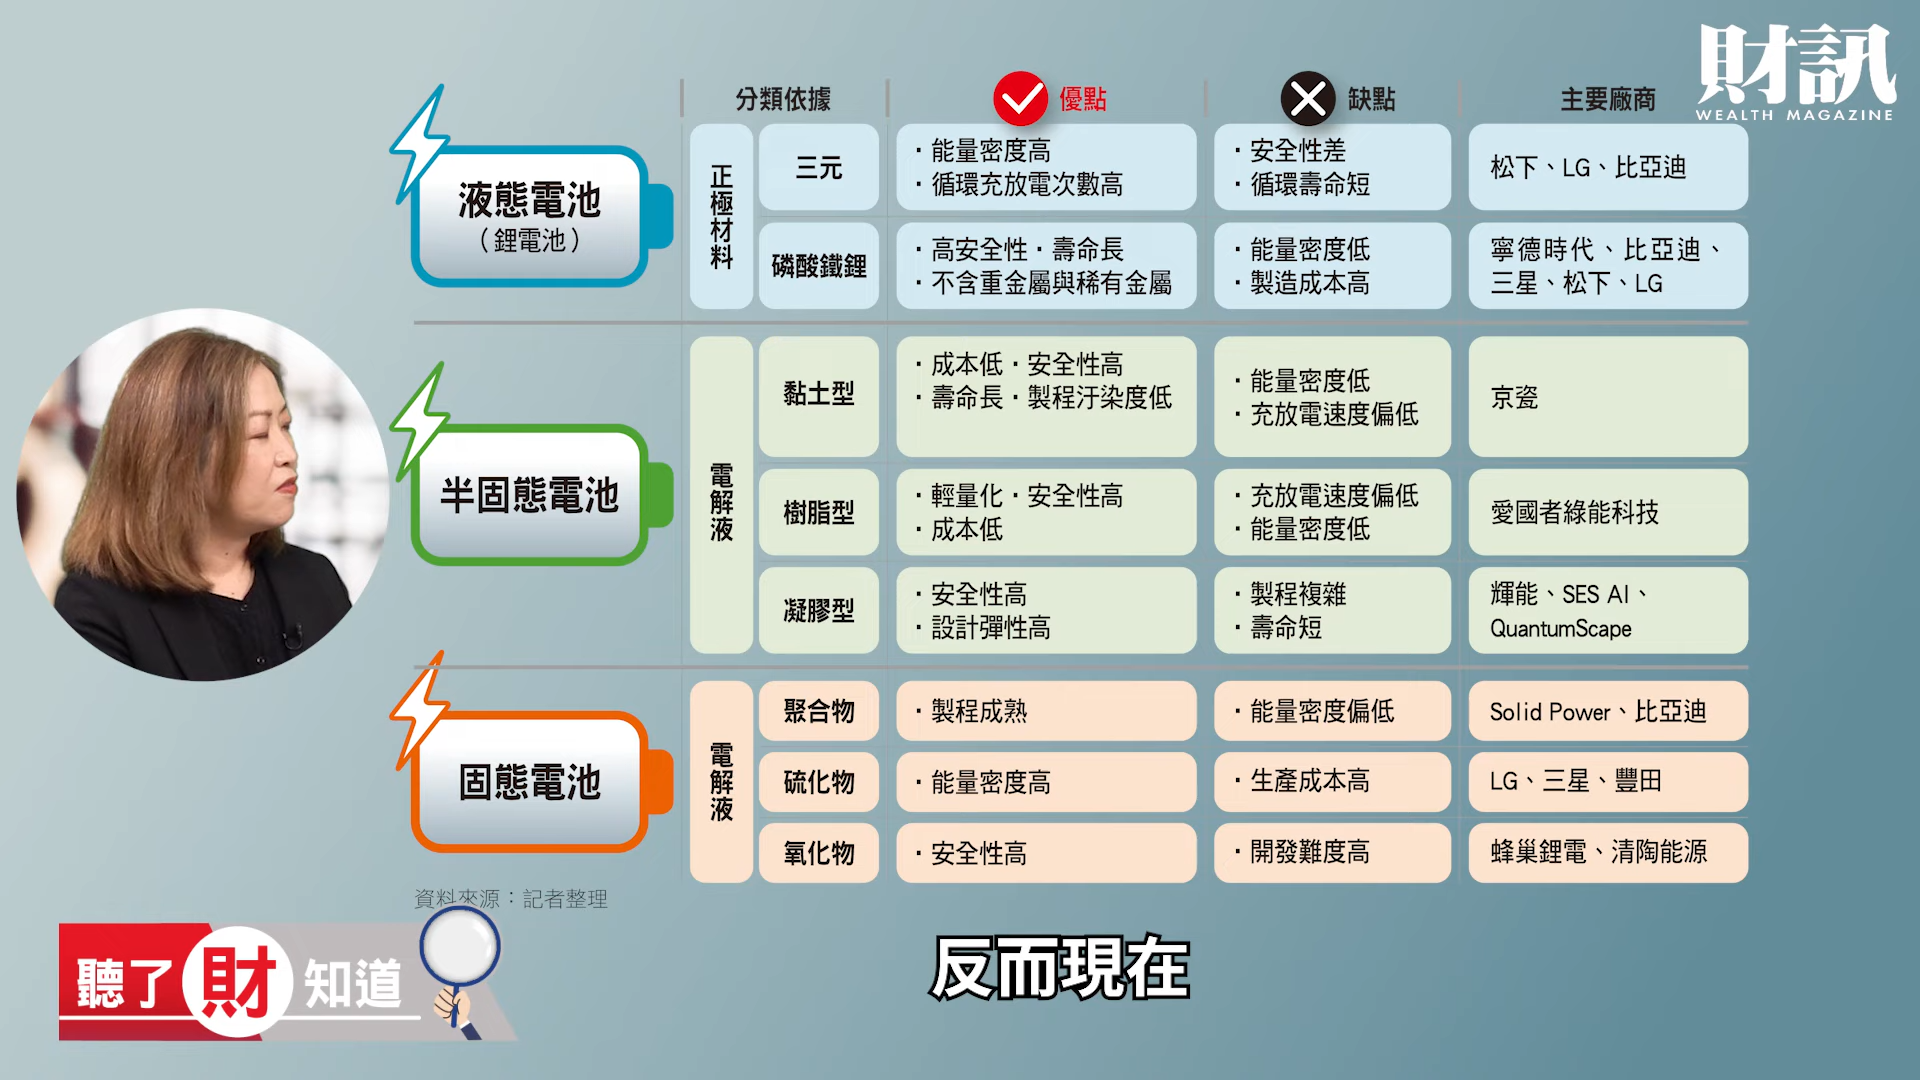 財訊
WEALTH MAGAZINE
分類依據
優點
缺點
主要廠商
液態電池
（鋰電池）
正極材料
三元
・能量密度高
・循環充放電次數高
・安全性差
・循環壽命短
松下、LG、比亞迪
磷酸鐵鋰
・高安全性・壽命長
・不含重金屬與稀有金屬
・能量密度低
・製造成本高
寧德時代、比亞迪、
三星、松下、LG
半固態電池
電解液
黏土型
・成本低・安全性高
・壽命長・製程汙染度低
・能量密度低
・充放電速度偏低
京瓷
樹脂型
・輕量化・安全性高
・成本低
・充放電速度偏低
・能量密度低
愛國者綠能科技
凝膠型
・安全性高
・設計彈性高
・製程複雜
・壽命短
輝能、SES AI、
QuantumScape
固態電池
電解液
聚合物
・製程成熟
・能量密度偏低
Solid Power、比亞迪
硫化物
・能量密度高
・生產成本高
LG、三星、豐田
氧化物
・安全性高
・開發難度高
蜂巢鋰電、清陶能源
資料來源：記者整理
聽了財知道
反而現在